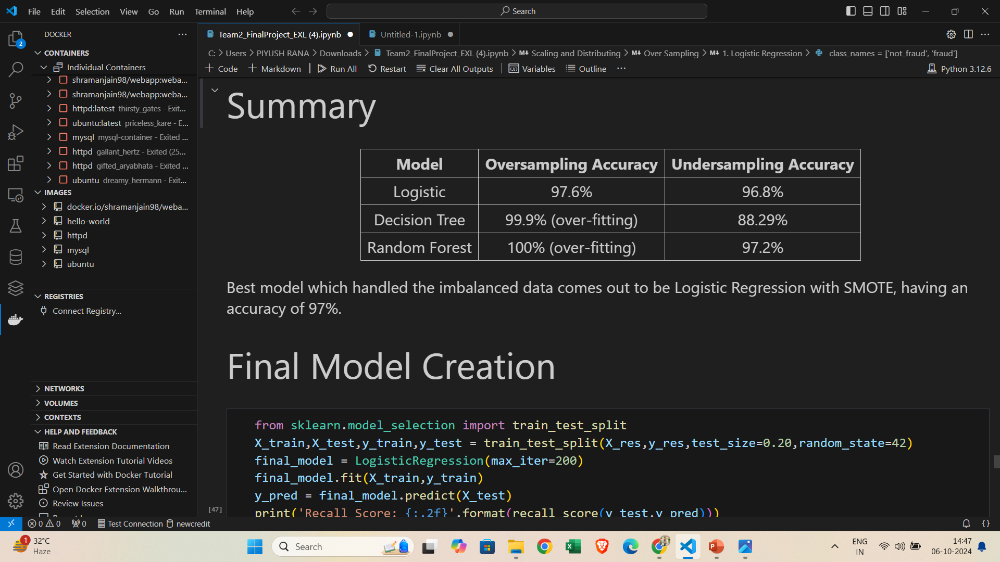 File Edit Selection View Go Run Terminal Help
Search
DOCKER
CONTAINERS
Individual Containers
shramanjain98/webapp:weba...
shramanjain98/webapp:weba...
httpd:latest thirsty_gates - Exit...
ubuntu:latest priceless_kare - E...
mysql mysql-container - Exited ...
httpd gallant_hertz - Exited (25...
httpd gifted_aryabhata - Exited ...
ubuntu dreamy_hermann - Exit...
IMAGES
docker.io/shramanjain98/weba...
hello-world
httpd
mysql
ubuntu
REGISTRIES
Connect Registry...
NETWORKS
VOLUMES
CONTEXTS
HELP AND FEEDBACK
Read Extension Documentation
Watch Extension Tutorial Videos
Get Started with Docker Tutorial
Open Docker Extension Walkthrou...
Review Issues
2
Team2_FinalProject_EXL (4).ipynb
Untitled-1.ipynb
C: > Users > PIYUSH RANA > Downloads > Team2_FinalProject_EXL (4).ipynb > Scaling and Distributing > Over Sampling > 1. Logistic Regression > class_names = ['not_fraud', 'fraud']
+ Code + Markdown | Run All Restart Clear All Outputs | Variables Outline ...
Python 3.12.6
Summary
Model Oversampling Accuracy Undersampling Accuracy
Logistic 97.6% 96.8%
Decision Tree 99.9% (over-fitting) 88.29%
Random Forest 100% (over-fitting) 97.2%
Best model which handled the imbalanced data comes out to be Logistic Regression with SMOTE, having an
accuracy of 97%.
Final Model Creation
from sklearn.model_selection import train_test_split
X_train,X_test,y_train,y_test = train_test_split(X_res,y_res,test_size=0.20,random_state=42)
final_model = LogisticRegression(max_iter=200)
final_model.fit(X_train,y_train)
y_pred = final_model.predict(X_test)
print('Recall Score: {:.2f}'.format(recall_score(y_test,y_pred)))
[47]
0 0 0 Test Connection newcredit
1
32°C
Haze
Search
ENG
IN
14:47
06-10-2024